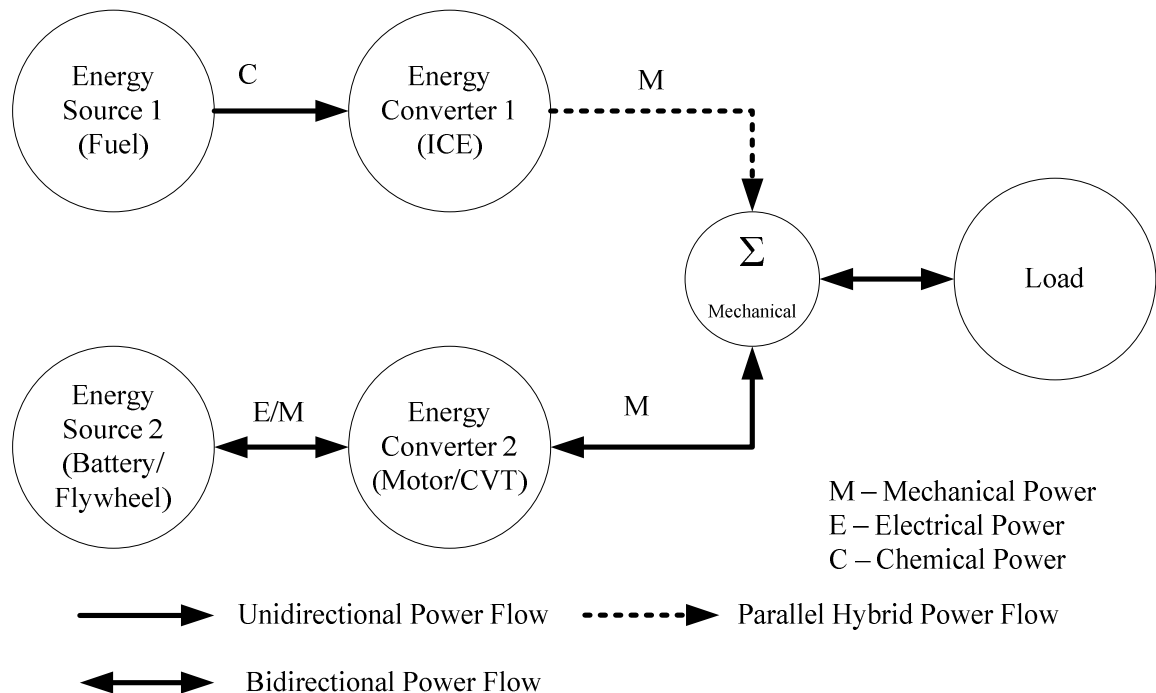 Energy
Source 1
(Fuel)
C
Energy
Converter 1
(ICE)
M
Σ
Mechanical
Load
Energy
Source 2
(Battery/
Flywheel)
E/M
Energy
Converter 2
(Motor/CVT)
M
M – Mechanical Power
E – Electrical Power
C – Chemical Power
Unidirectional Power Flow
Parallel Hybrid Power Flow
Bidirectional Power Flow